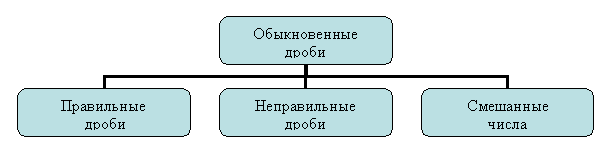 Обыкновенные
дроби
Правильные
дроби
Неправильные
дроби
Смешанные
числа